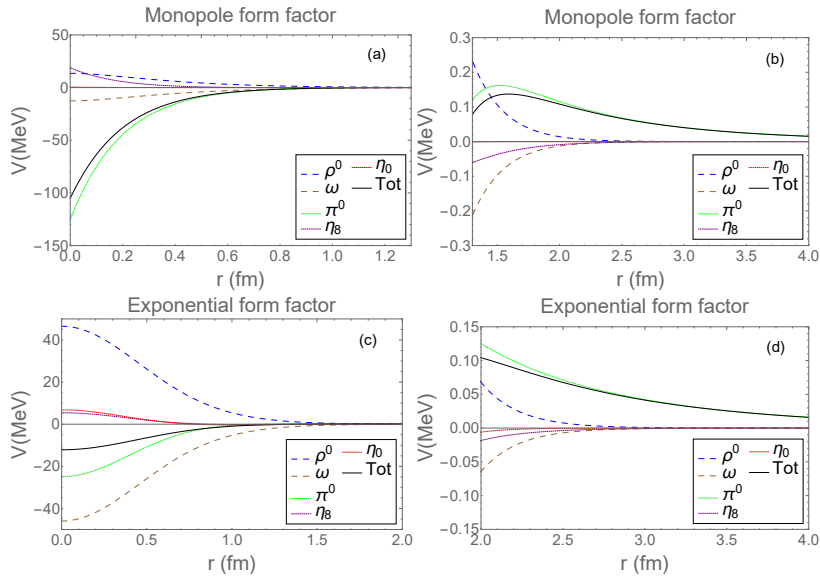 Monopole form factor
(a)
V(MeV)
50
0
-50
-100
-150
0.0 0.2 0.4 0.6 0.8 1.0 1.2
r (fm)
ρ⁰ η₀
ω Tot
π⁰
η₈
Monopole form factor
(b)
V(MeV)
0.3
0.2
0.1
0.0
-0.1
-0.2
-0.3
1.5 2.0 2.5 3.0 3.5 4.0
r (fm)
ρ⁰ η₀
ω Tot
π⁰
η₈
Exponential form factor
(c)
V(MeV)
40
20
0
-20
-40
0.0 0.5 1.0 1.5 2.0
r (fm)
ρ⁰ η₀
ω Tot
π⁰
η₈
Exponential form factor
(d)
V(MeV)
0.15
0.10
0.05
0.00
-0.05
-0.10
-0.15
2.0 2.5 3.0 3.5 4.0
r (fm)
ρ⁰ η₀
ω Tot
π⁰
η₈